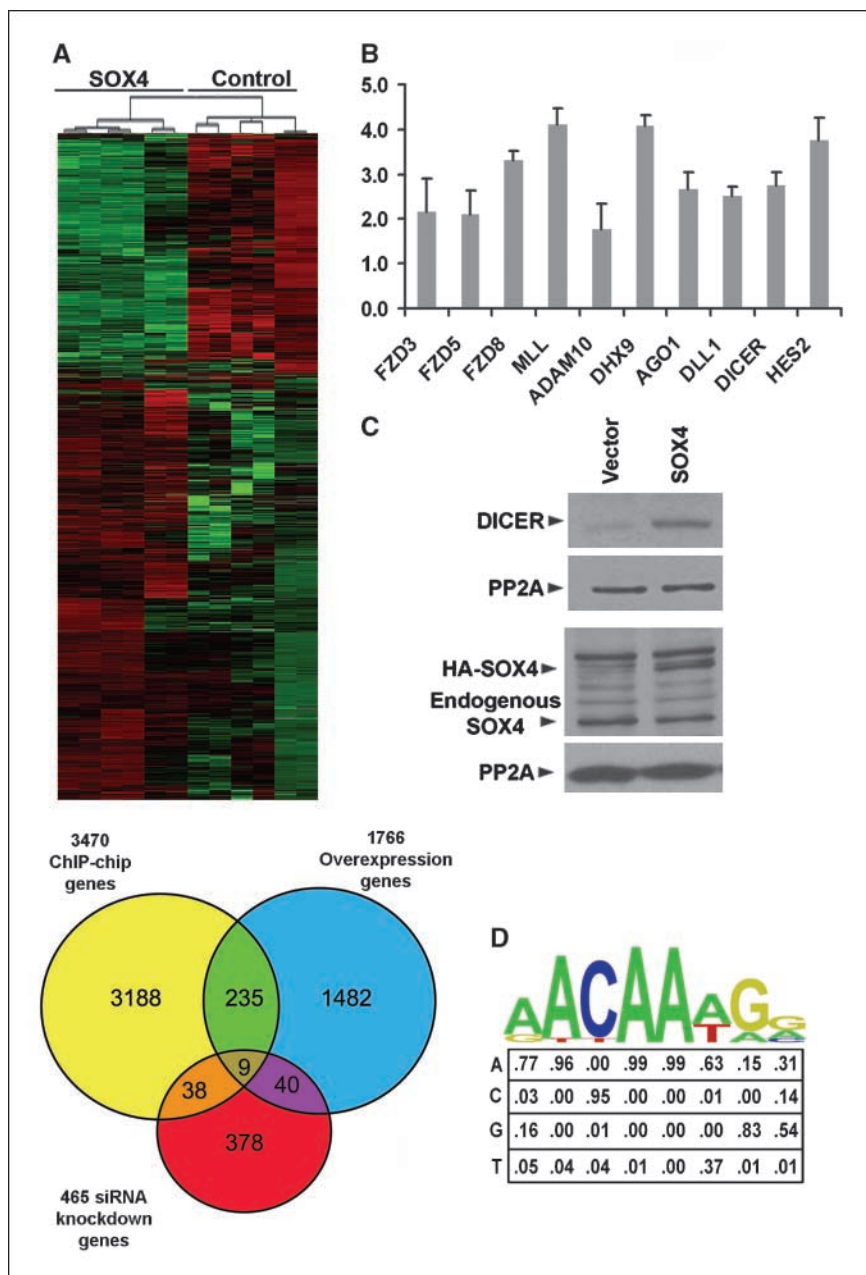 A
SOX4 Control
B
5.0
4.0
3.0
2.0
1.0
0.0
FZD3
FZD5
FZD8
MLL
ADAM10
DHX9
AGO1
DLL1
DICER
HES2
C
Vector
SOX4
DICER
PP2A
HA-SOX4
Endogenous
SOX4
PP2A
3470
ChIP-chip
genes
1766
Overexpression
genes
3188
235
1482
9
38
40
378
465 siRNA
knockdown
genes
D
AACAAAGG
A .77 .96 .00 .99 .99 .63 .15 .31
C .03 .00 .95 .00 .00 .01 .00 .14
G .16 .00 .01 .00 .00 .00 .83 .54
T .05 .04 .04 .01 .00 .37 .01 .01